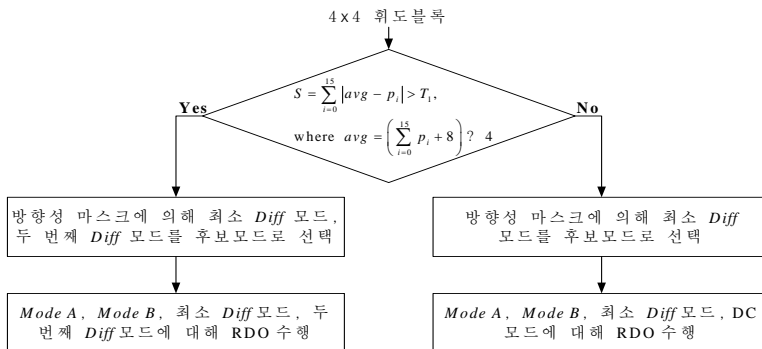 4x4 휘도블록
S = \sum_{i=0}^{15} |avg - p_i| > T_1,
where avg = \left( \sum_{i=0}^{15} p_i + 8 \right) ? 4
Yes
No
방향성 마스크에 의해 최소 Diff 모드,
두 번째 Diff 모드를 후보모드로 선택
방향성 마스크에 의해 최소 Diff
모드를 후보모드로 선택
Mode A, Mode B, 최소 Diff 모드, 두
번째 Diff 모드에 대해 RDO 수행
Mode A, Mode B, 최소 Diff 모드, DC
모드에 대해 RDO 수행